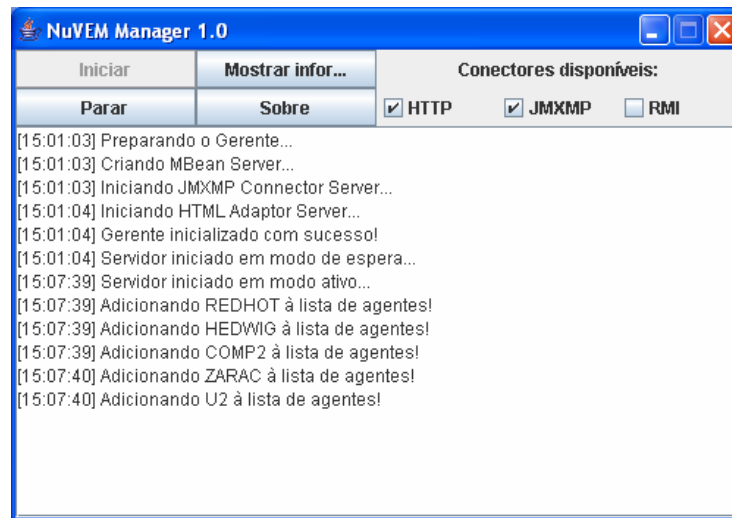 NuVEM Manager 1.0
Iniciar
Mostrar infor...
Conectores disponíveis:
Parar
Sobre
HTTP
JMXMP
RMI
[15:01:03] Preparando o Gerente...
[15:01:03] Criando MBean Server...
[15:01:03] Iniciando JMXMP Connector Server...
[15:01:04] Iniciando HTML Adaptor Server...
[15:01:04] Gerente inicializado com sucesso!
[15:01:04] Servidor iniciado em modo de espera...
[15:07:39] Servidor iniciado em modo ativo...
[15:07:39] Adicionando REDHOT à lista de agentes!
[15:07:39] Adicionando HEDWIG à lista de agentes!
[15:07:39] Adicionando COMP2 à lista de agentes!
[15:07:40] Adicionando ZARAC à lista de agentes!
[15:07:40] Adicionando U2 à lista de agentes!